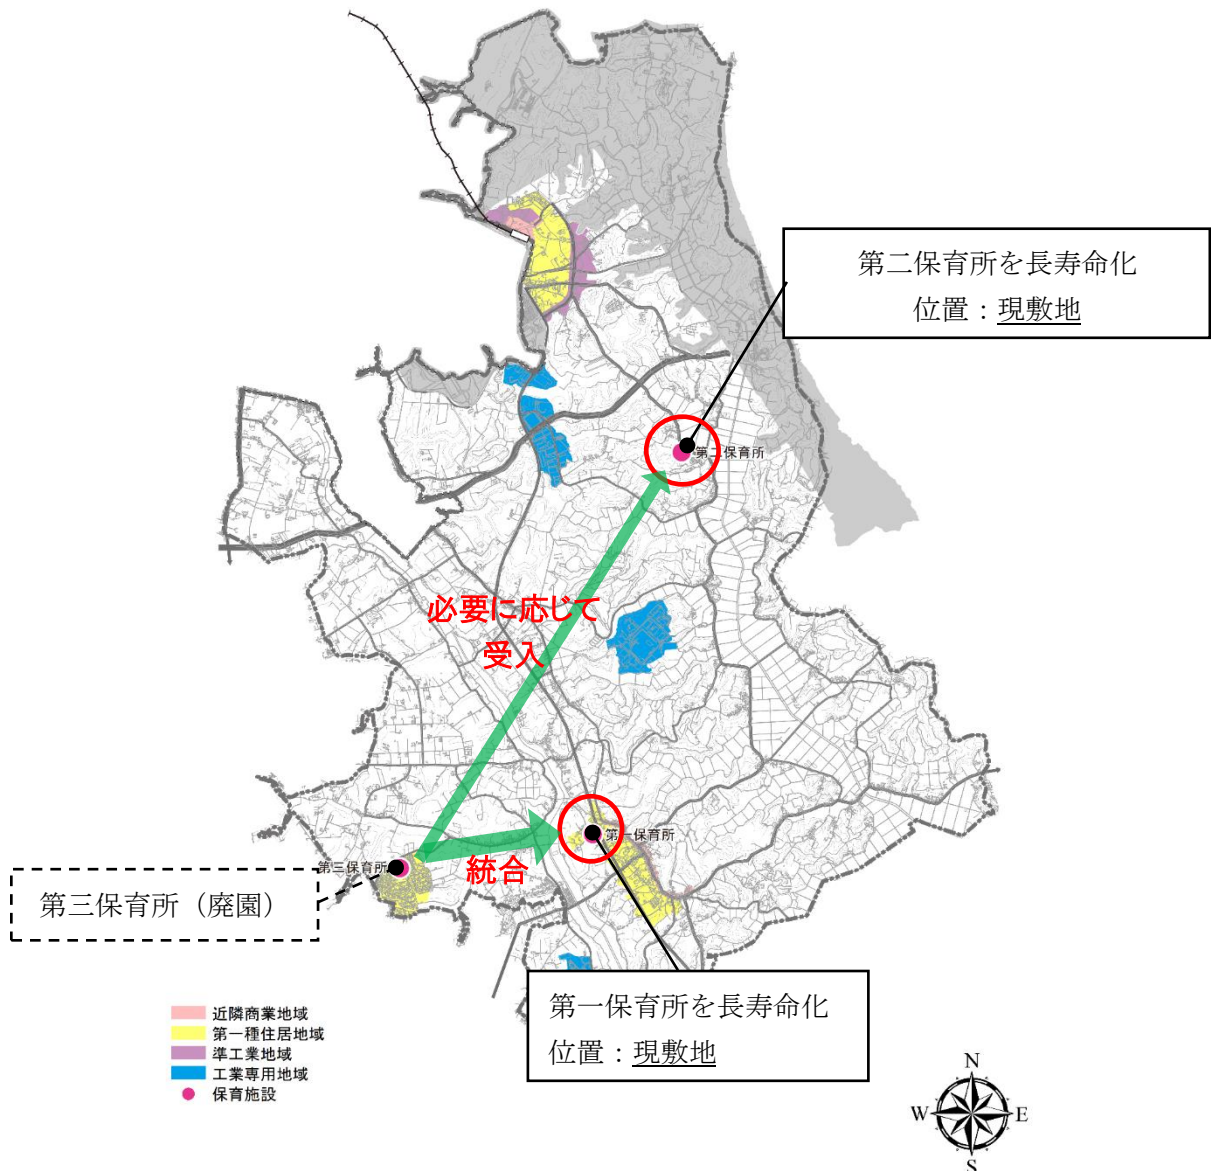 第二保育所を長寿命化
位置：現敷地
第二保育所
必要に応じて
受入
第一保育所
第三保育所
統合
第三保育所（廃園）
第一保育所を長寿命化
位置：現敷地
近隣商業地域
第一種住居地域
準工業地域
工業専用地域
保育施設
N
W
E
S